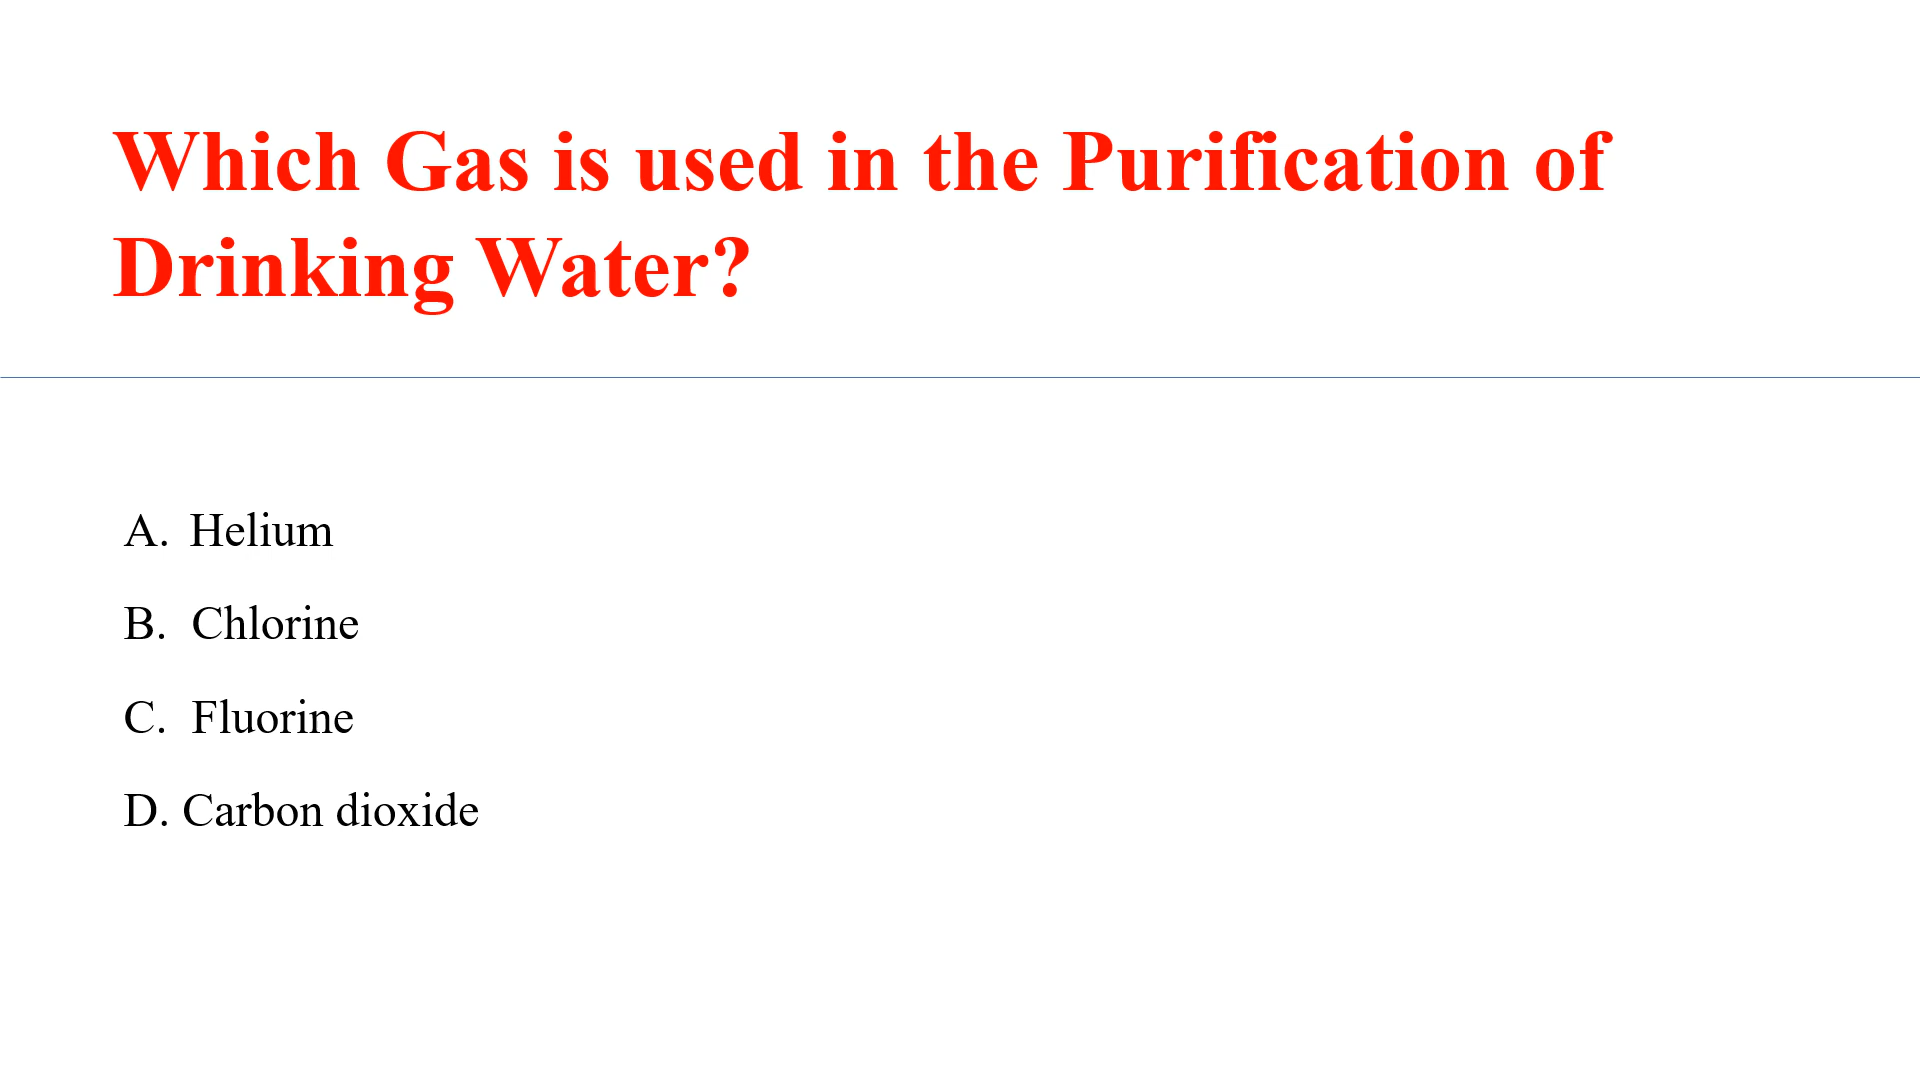 Which Gas is used in the Purification of
Drinking Water?
A. Helium
B. Chlorine
C. Fluorine
D. Carbon dioxide